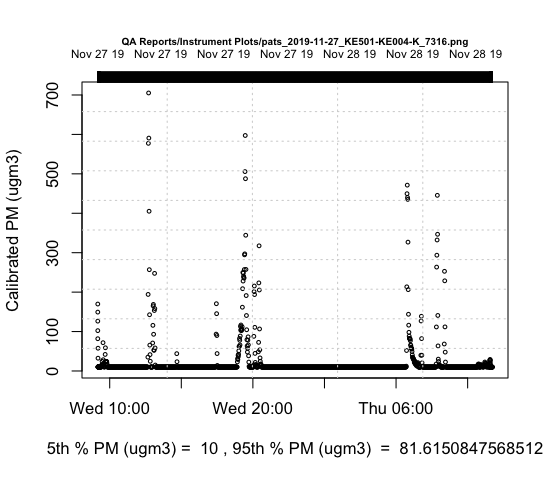 QA Reports/Instrument Plots/pats_2019-11-27_KE501-KE004-K_7316.png
Nov 27 19 Nov 27 19 Nov 27 19 Nov 27 19 Nov 28 19 Nov 28 19 Nov 28 19
700
500
300
100
0
Calibrated PM (ugm3)
Wed 10:00 Wed 20:00 Thu 06:00
5th % PM (ugm3) = 10 , 95th % PM (ugm3) = 81.6150847568512